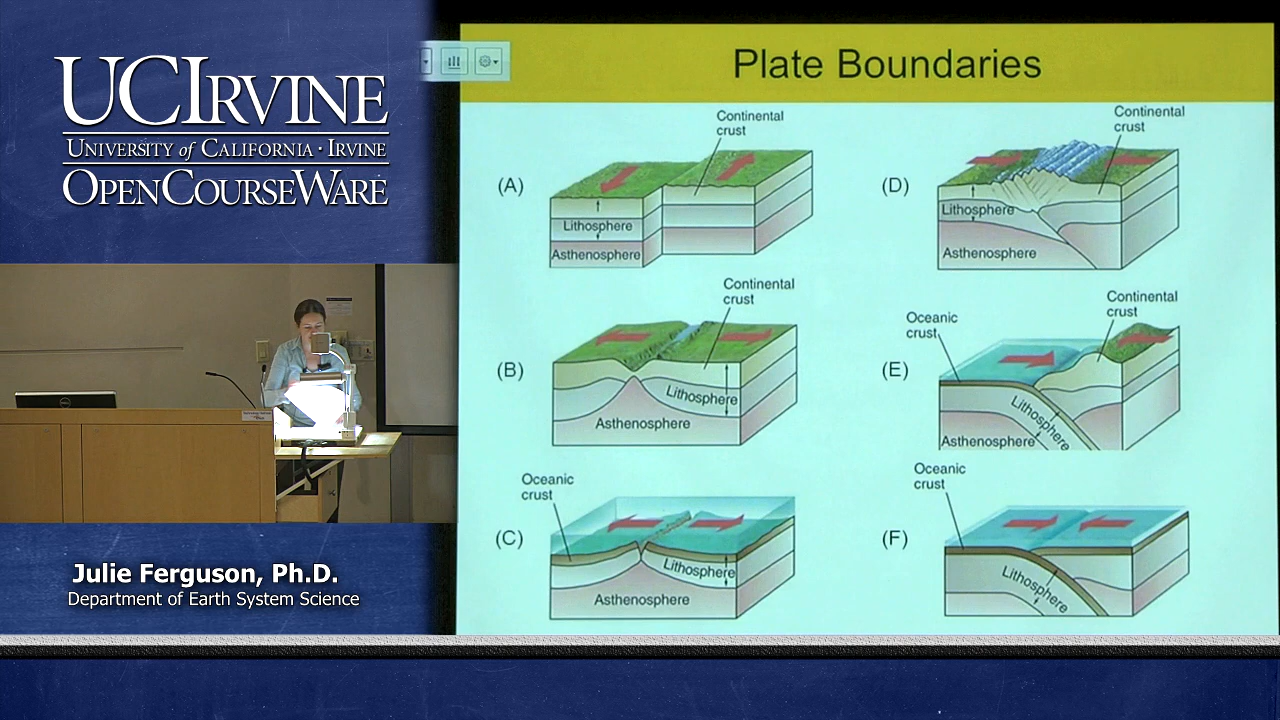 UCIRVINE
UNIVERSITY of CALIFORNIA · IRVINE
OPENCOURSEWARE
Julie Ferguson, Ph.D.
Department of Earth System Science
Plate Boundaries
(A)
Continental
crust
Lithosphere
Asthenosphere
(B)
Continental
crust
Lithosphere
Asthenosphere
(C)
Oceanic
crust
Lithosphere
Asthenosphere
(D)
Continental
crust
Lithosphere
Asthenosphere
(E)
Oceanic
crust
Continental
crust
Lithosphere
Asthenosphere
(F)
Oceanic
crust
Lithosphere